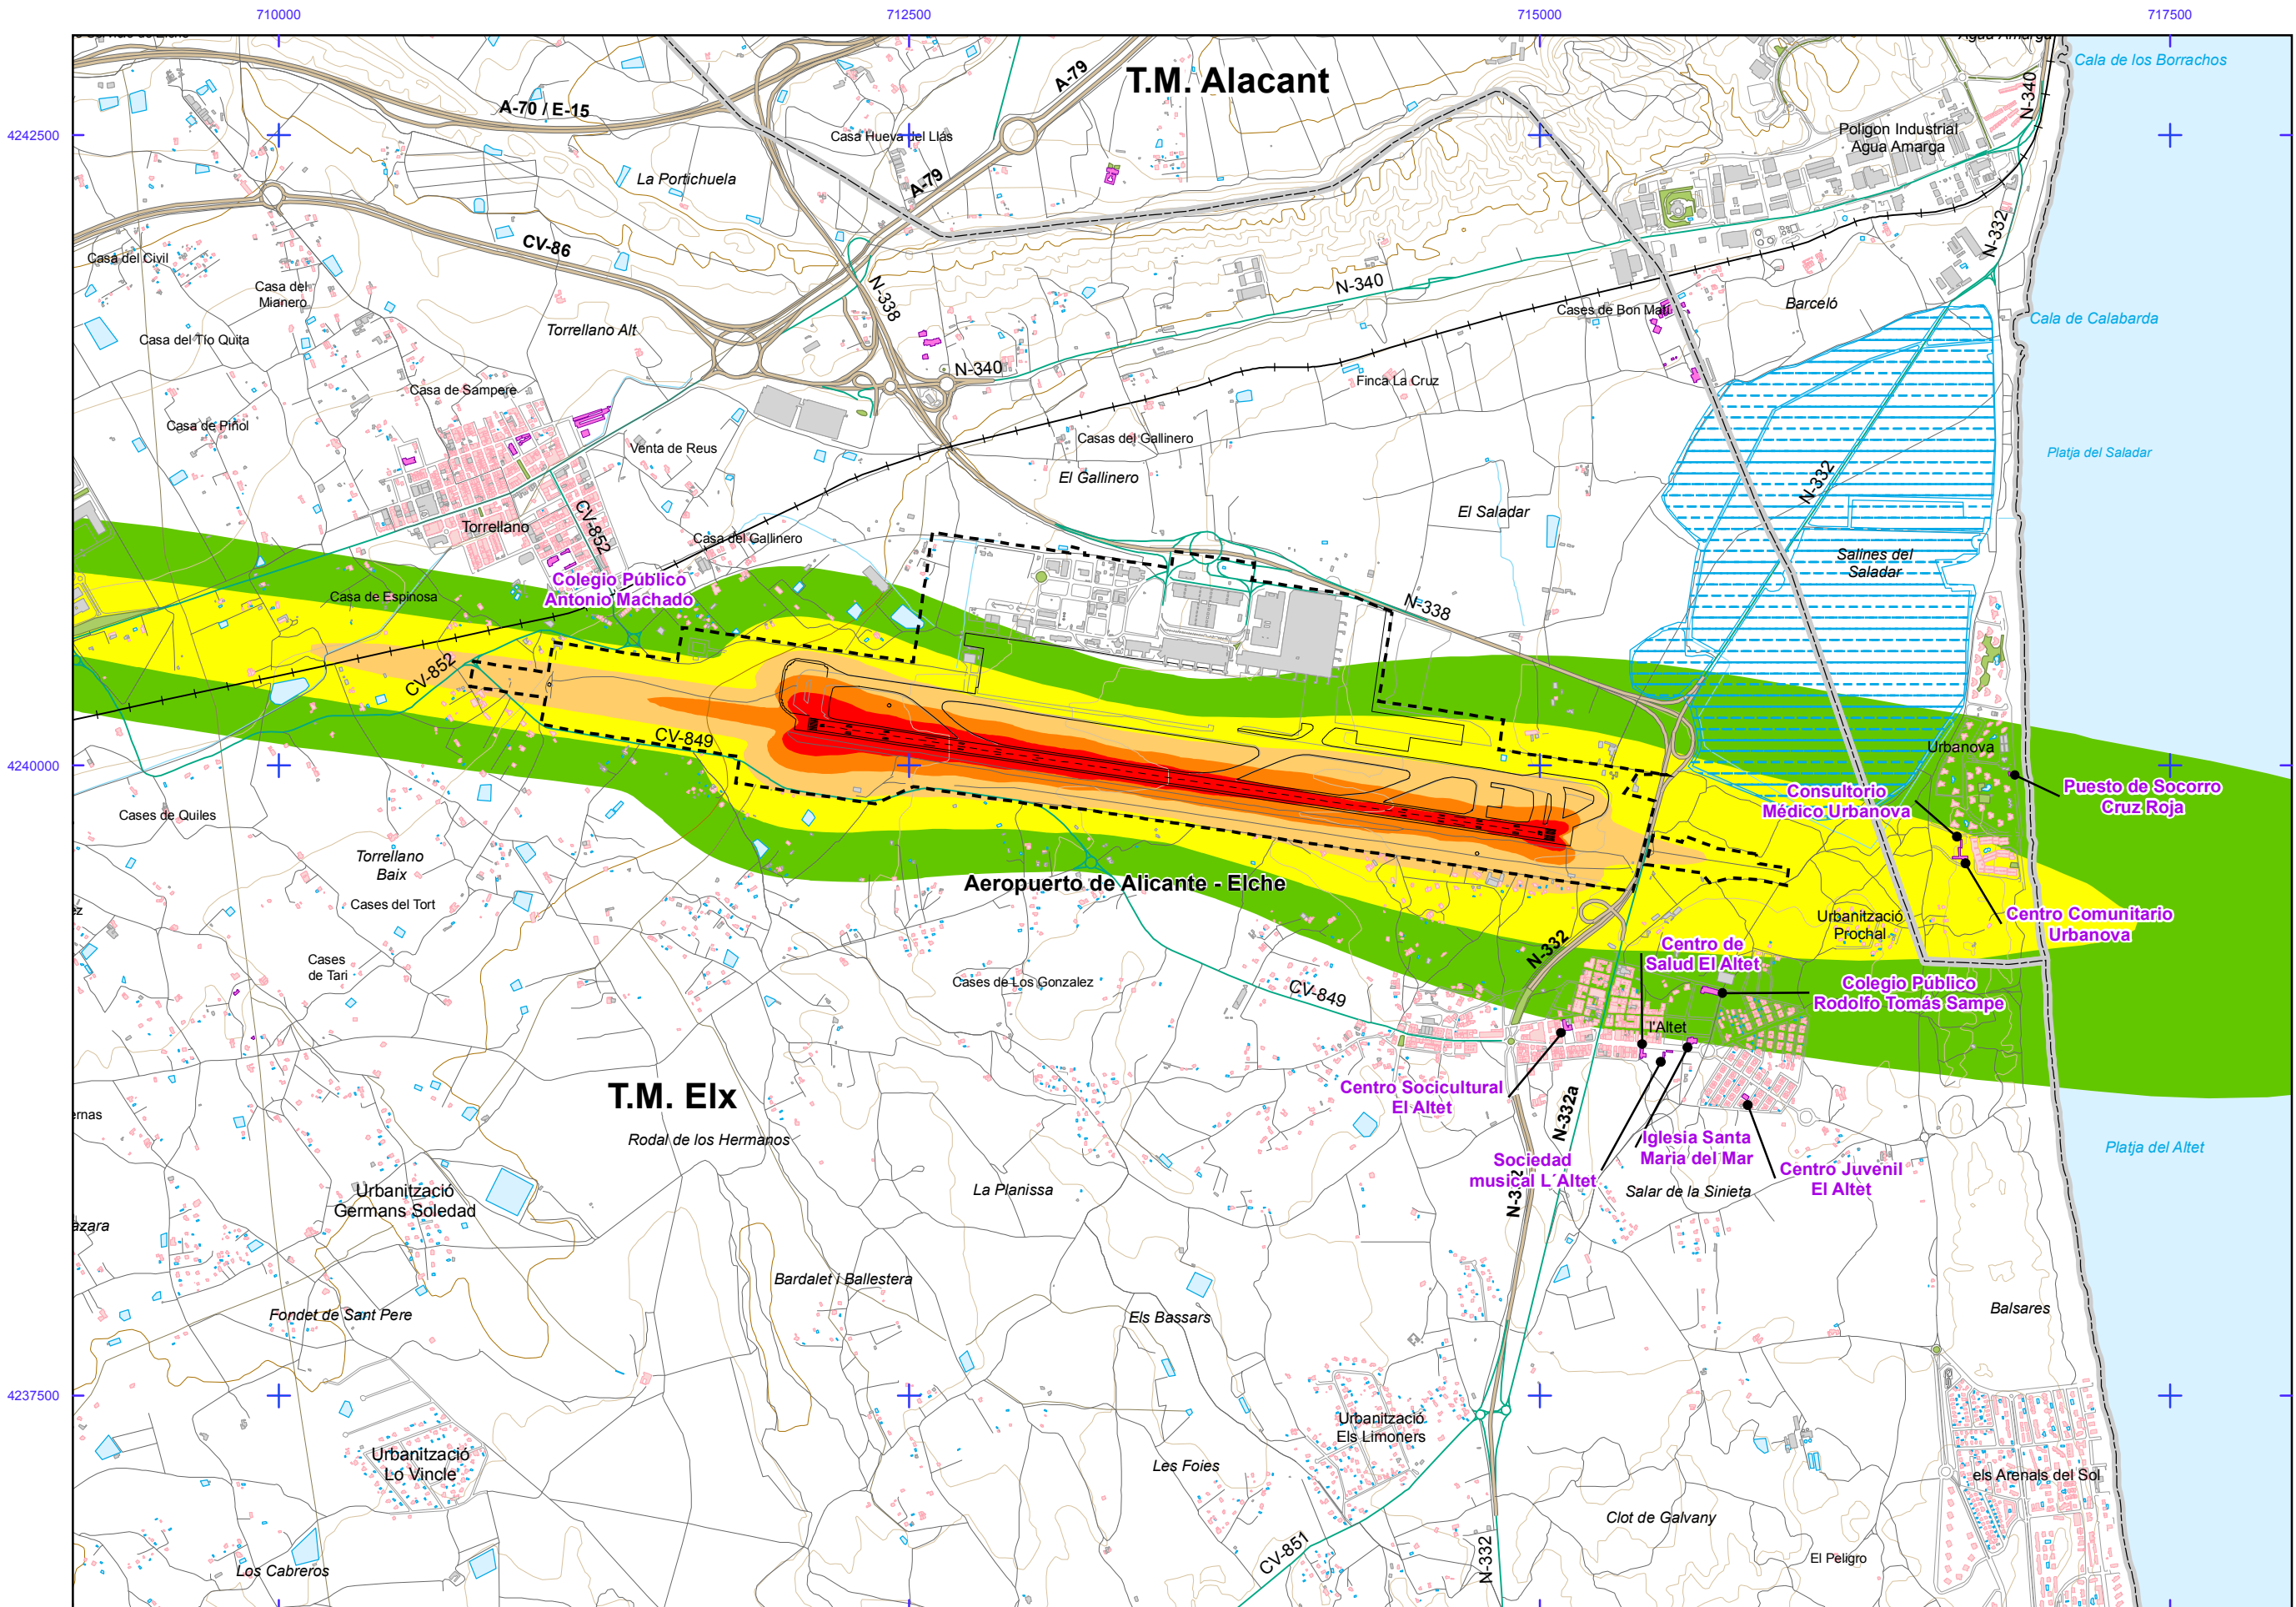 710000
712500
715000
717500
Agua Amarga
Cala de los Borrachos
T.M. Alacant
A-79
N-340
A-70 / E-15
4242500
Casa Hueva del Llás
Poligon Industrial
Agua Amarga
La Portichuela
A-79
N-332
CV-86
Casa del Civil
Casa del
Mianero
N-338
N-340
Cases de Bon Matí
Barceló
Cala de Calabarda
Torrellano Alt
Casa del Tío Quita
N-340
Finca La Cruz
Casa de Sampere
Casa de Piñol
Venta de Reus
Casas del Gallinero
Platja del Saladar
El Gallinero
N-332
El Saladar
Torrellano
CV-852
Casa del Gallinero
Salines del
Saladar
Colegio Público
Antonio Machado
Casa de Espinosa
N-338
CV-852
CV-849
Urbanova
4240000
Puesto de Socorro
Cruz Roja
Consultorio
Médico Urbanova
Cases de Quiles
Torrellano
Baix
Aeropuerto de Alicante - Elche
Cases del Tort
Centro Comunitario
Urbanova
Urbanització
Prochal
N-332
Centro de
Salud El Altet
Cases
de Tari
Cases de Los Gonzalez
CV-849
Colegio Público
Rodolfo Tomás Sampe
l'Altet
Centro Socicultural
El Altet
T.M. Elx
N-332a
Rodal de los Hermanos
Iglesia Santa
Maria del Mar
Platja del Altet
Sociedad
musical L´Altet
Centro Juvenil
El Altet
N-332
La Planissa
Salar de la Sinieta
Urbanització
Germans Soledad
Bardalet i Ballestera
Fondet de Sant Pere
Els Bassars
Balsares
4237500
Urbanització
Els Limoners
Urbanització
Lo Vincle
Les Foies
els Arenals del Sol
Clot de Galvany
CV-851
N-332
El Peligro
Los Cabreros